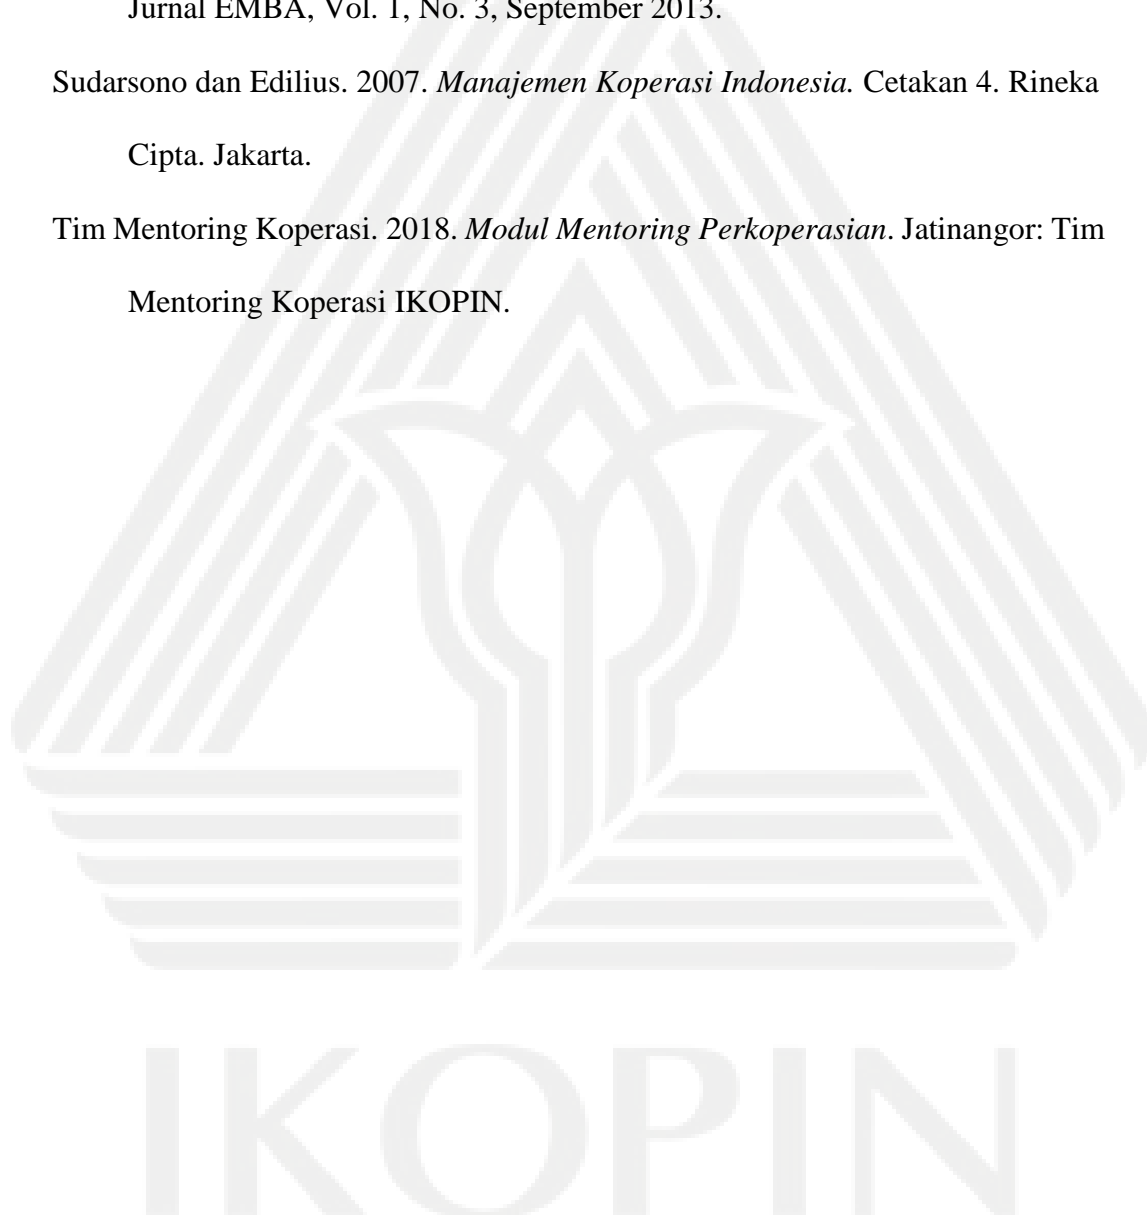 Jurnal EMBA, Vol. 1, No. 3, September 2013.
Sudarsono dan Edilius. 2007. Manajemen Koperasi Indonesia. Cetakan 4. Rineka
Cipta. Jakarta.
Tim Mentoring Koperasi. 2018. Modul Mentoring Perkoperasian. Jatinangor: Tim
Mentoring Koperasi IKOPIN.
IKOPIN